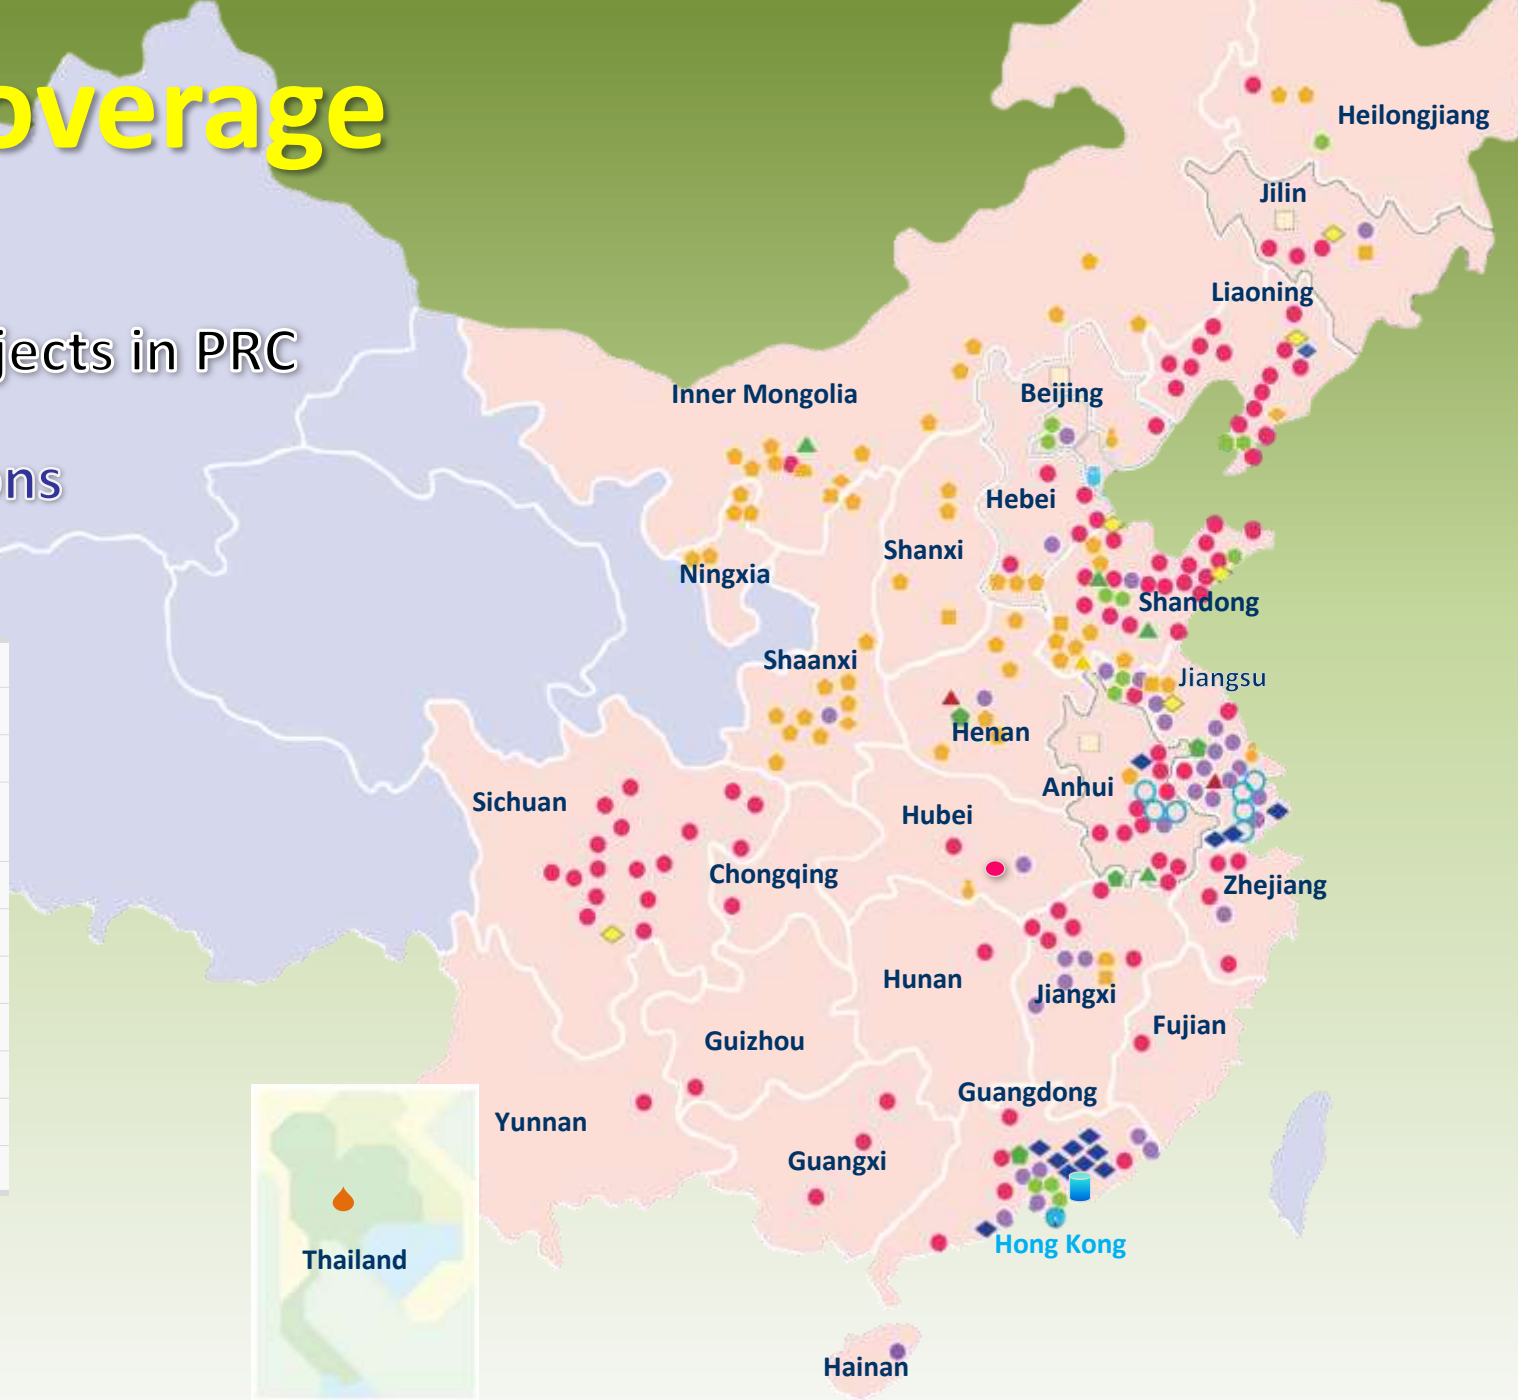 overage
jects in PRC
ons
Heilongjiang
Jilin
Liaoning
Inner Mongolia
Beijing
Hebei
Shanxi
Ningxia
Shandong
Shaanxi
Jiangsu
Henan
Anhui
Sichuan
Hubei
Chongqing
Zhejiang
Hunan
Jiangxi
Fujian
Guizhou
Guangdong
Yunnan
Guangxi
Hong Kong
Thailand
Hainan